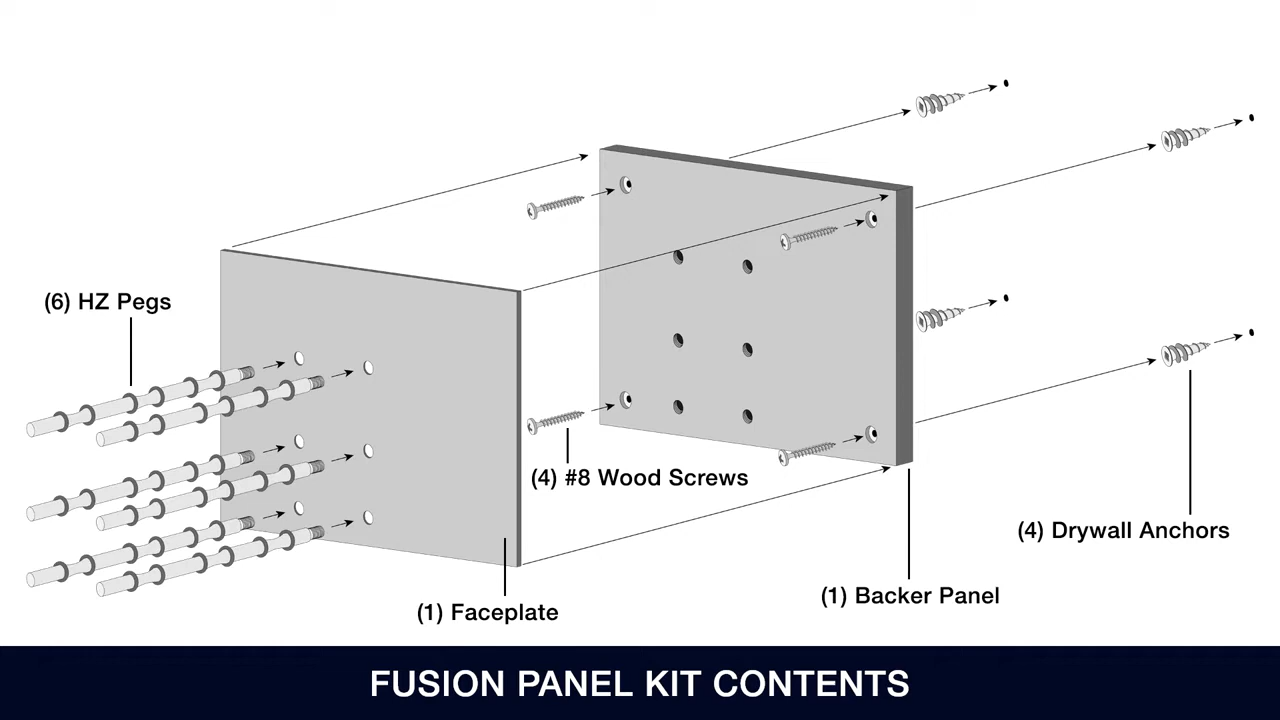 (6) HZ Pegs
(4) #8 Wood Screws
(4) Drywall Anchors
(1) Backer Panel
(1) Faceplate
FUSION PANEL KIT CONTENTS